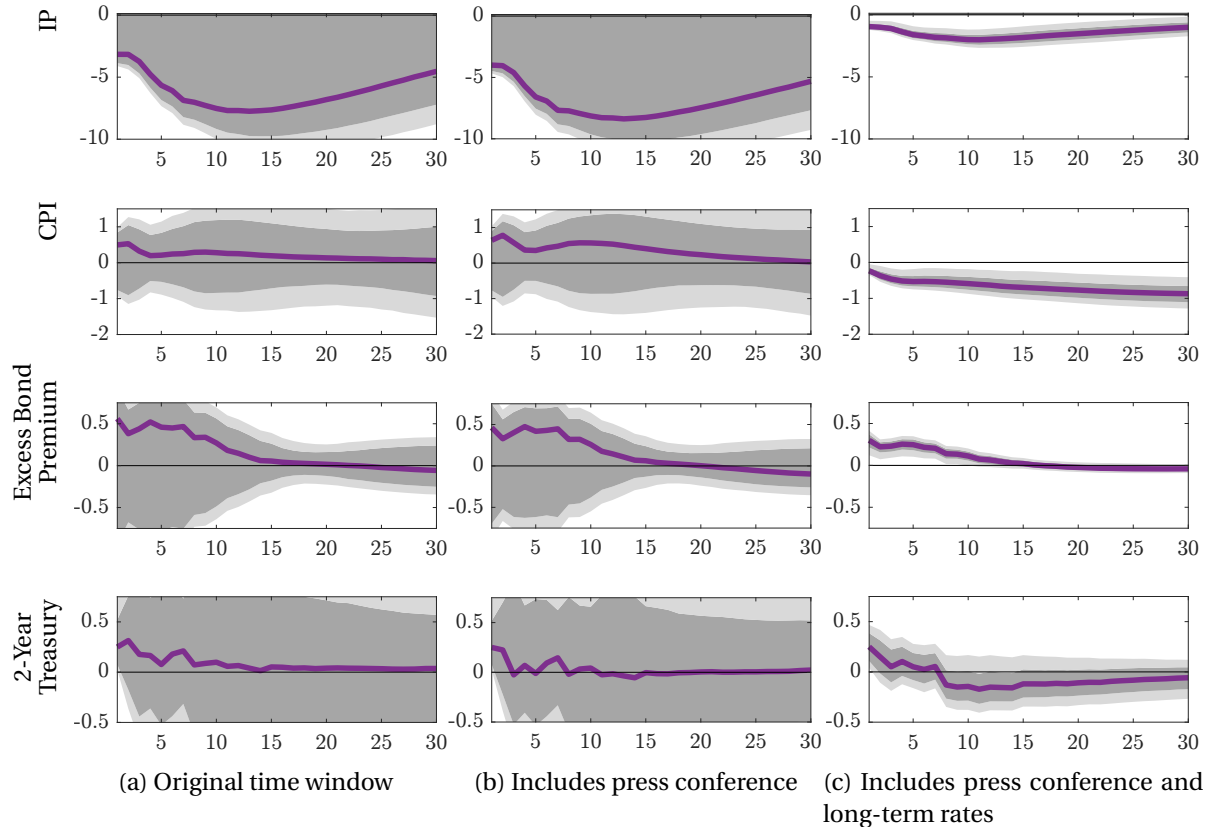 IP
0
-5
-10
5 10 15 20 25 30
0
-5
-10
5 10 15 20 25 30
0
-5
-10
5 10 15 20 25 30
CPI
1
0
-1
-2
5 10 15 20 25 30
1
0
-1
-2
5 10 15 20 25 30
1
0
-1
-2
5 10 15 20 25 30
Excess Bond
Premium
0.5
0
-0.5
5 10 15 20 25 30
0.5
0
-0.5
5 10 15 20 25 30
0.5
0
-0.5
5 10 15 20 25 30
2-Year
Treasury
0.5
0
-0.5
5 10 15 20 25 30
0.5
0
-0.5
5 10 15 20 25 30
0.5
0
-0.5
5 10 15 20 25 30
(a) Original time window
(b) Includes press conference
(c) Includes press conference and
long-term rates